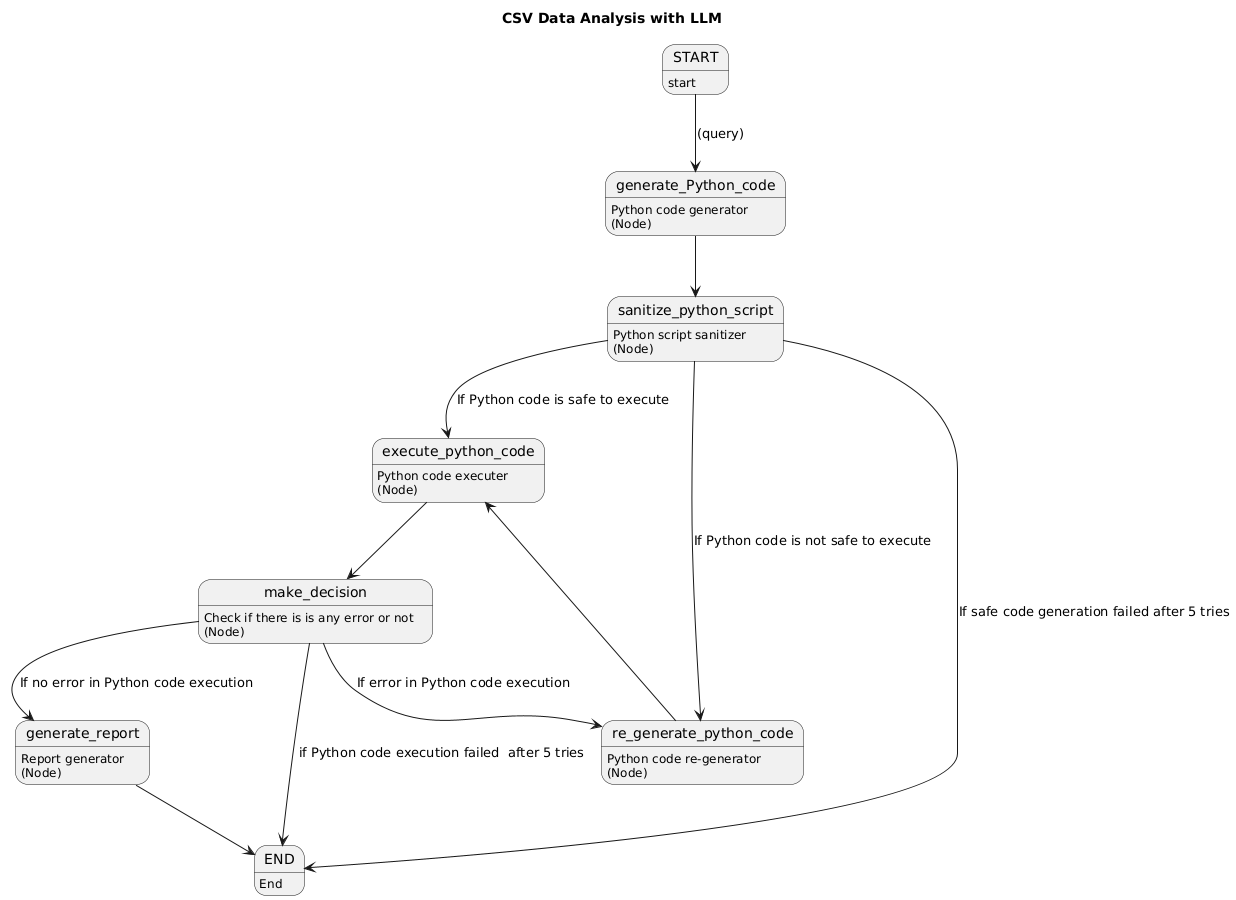 CSV Data Analysis with LLM
START
start
(query)
generate_Python_code
Python code generator
(Node)
sanitize_python_script
Python script sanitizer
(Node)
If Python code is safe to execute
execute_python_code
Python code executer
(Node)
If Python code is not safe to execute
make_decision
Check if there is is any error or not
(Node)
If safe code generation failed after 5 tries
If no error in Python code execution
If error in Python code execution
generate_report
Report generator
(Node)
if Python code execution failed  after 5 tries
re_generate_python_code
Python code re-generator
(Node)
END
End